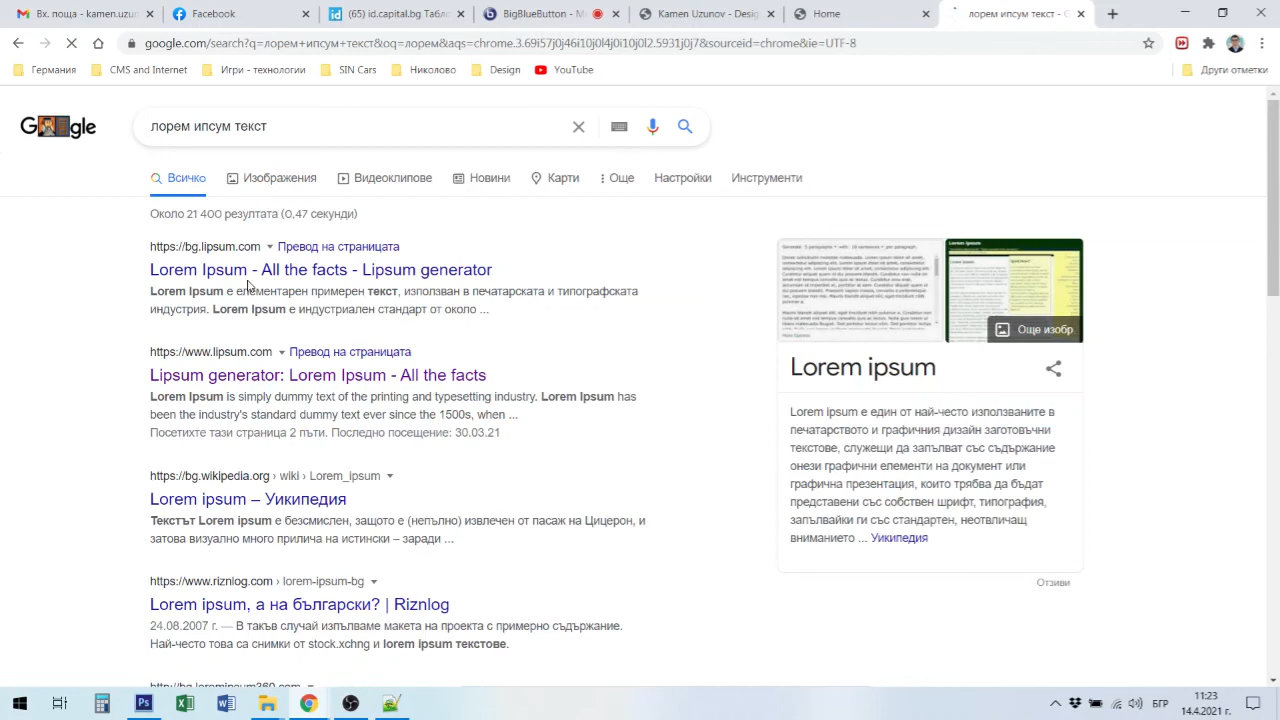 Вх. поща - kamen.uzun
Facebook
(65) id.capital.bg Табло
BigBlueButton - М
Kamen Uzunov - Design
Home
лорем ипсум текст - G
google.com/search?q=лорем+ипсум+текст&oq=лорем&aqs=chrome.3.69i57j0j46i10j0l4j0i10j0l2.5931j0j7&sourceid=chrome&ie=UTF-8
Германия
CMS and Internet
Игри - технологии
SIN Cars
Николово
Design
YouTube
Други отметки
лорем ипсум текст
Всичко
Изображения
Видеоклипове
Новини
Карти
Още
Настройки
Инструменти
Около 21 400 резултата (0,47 секунди)
https://bg.lipsum.com Превод на страницата
Lorem Ipsum - All the facts - Lipsum generator
текст, използван в печатарската и типографската
индустрия. Lorem Ipsum е индустриален стандарт от около ...
https://www.lipsum.com Превод на страницата
Lipsum generator: Lorem Ipsum - All the facts
Lorem Ipsum is simply dummy text of the printing and typesetting industry. Lorem Ipsum has
been the industry's standard dummy text ever since the 1500s, when ...
Посетихте тази страница 2 пъти. Последно посещение: 30.03.21
https://bg.wikipedia.org › wiki › Lorem_ipsum
Lorem ipsum – Уикипедия
Текстът Lorem ipsum е безсмислен, защото е (непълно) извлечен от пасаж на Цицерон, и
затова визуално много прилича на истински – заради ...
https://www.riznlog.com › lorem-ipsum-bg
Lorem ipsum, а на български? | Riznlog
24.08.2007 г. — В такъв случай изпълваме макета на проекта с примерно съдържание.
Най-често това са снимки от stock.xchng и lorem ipsum текстове.
Още изобр
Lorem ipsum
Lorem ipsum е един от най-често използваните в
печатарството и графичния дизайн заготовъчни
текстове, служещи да запълват със съдържание
онези графични елементи на документ или
графична презентация, които трябва да бъдат
представени със собствен шрифт, типография,
запълвайки ги със стандартен, неотвличащ
вниманието ... Уикипедия
Отзиви
БГР
11:23
14.4.2021 г.